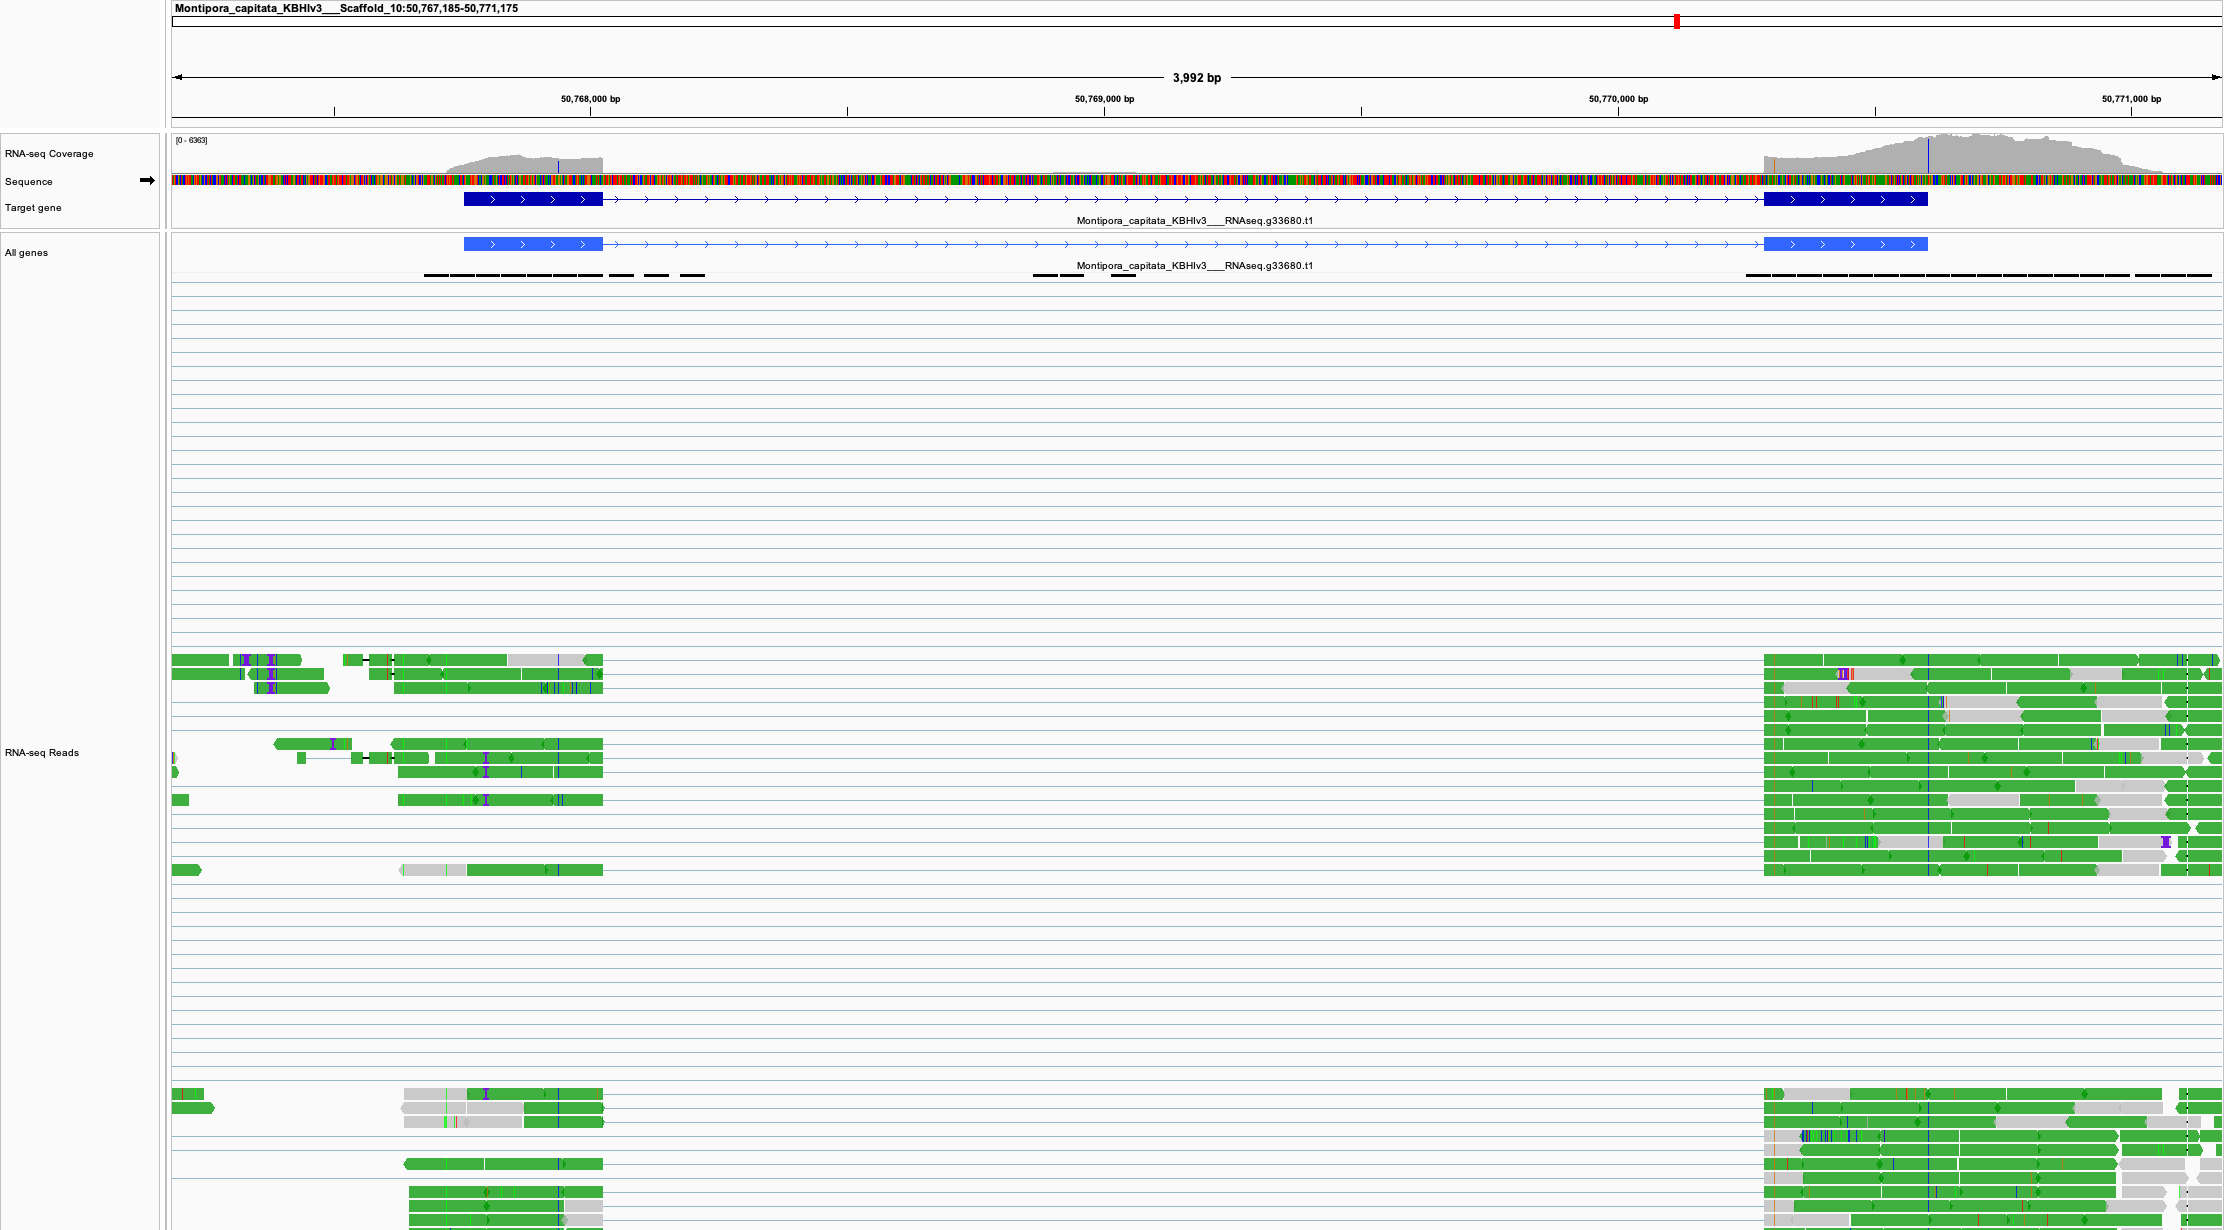 Montipora_capitata_KBHIv3___Scaffold_10:50,767,185-50,771,175
3,992 bp
50,768,000 bp
50,769,000 bp
50,770,000 bp
50,771,000 bp
[0 - 6363]
RNA-seq Coverage
Sequence
Target gene
Montipora_capitata_KBHIv3___RNAseq.g33680.t1
All genes
Montipora_capitata_KBHIv3___RNAseq.g33680.t1
RNA-seq Reads